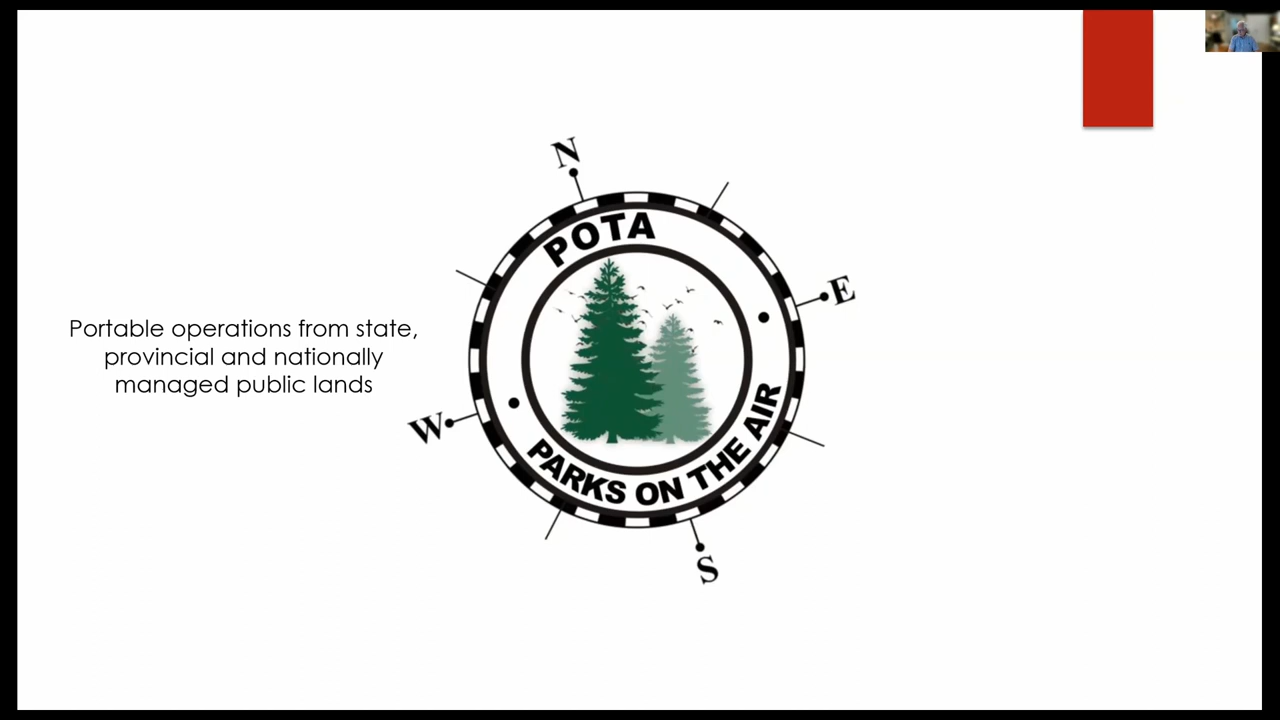 N
POTA
E
Portable operations from state,
provincial and nationally
managed public lands
W
PARKS ON THE AIR
S